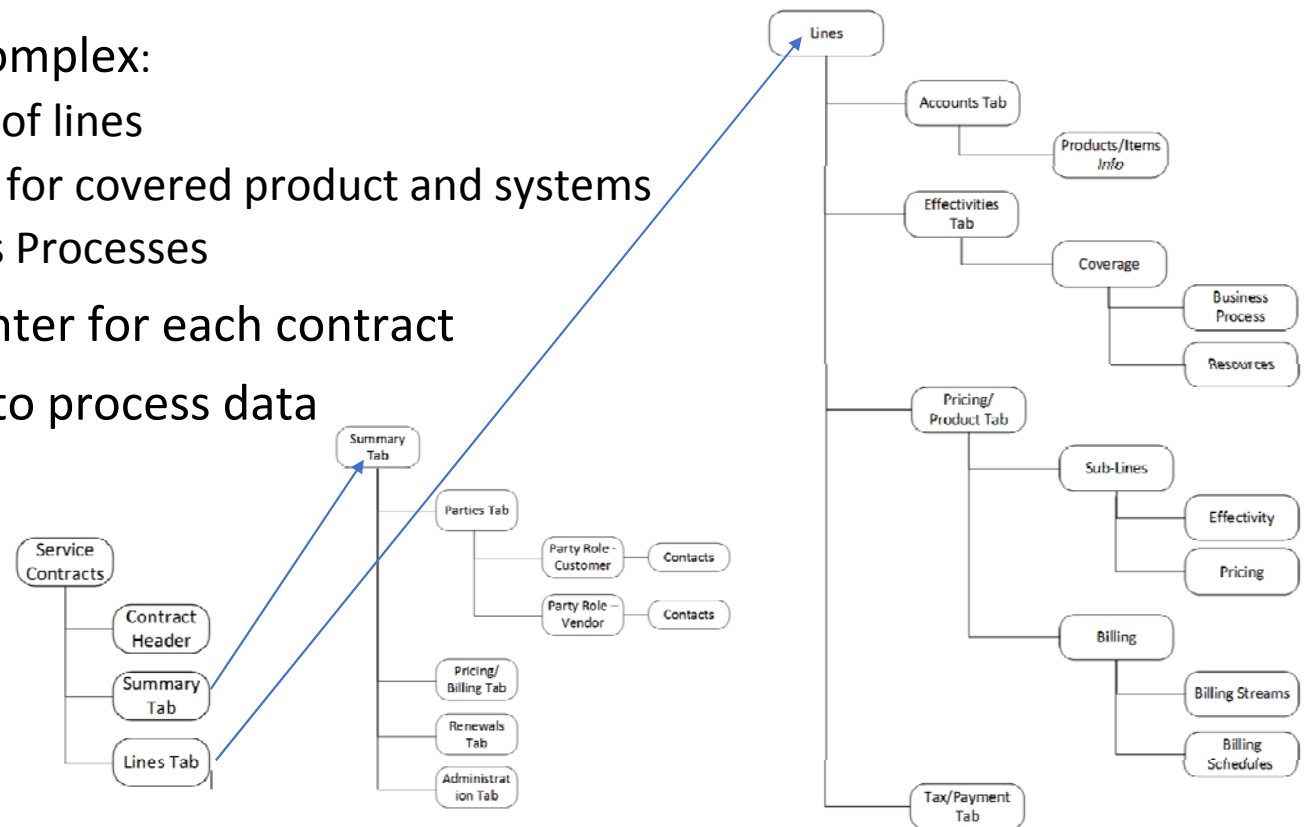 omplex:
of lines
for covered product and systems
s Processes
nter for each contract
to process data
Service
Contracts
Contract
Header
Summary
Tab
Lines Tab
Summary
Tab
Parties Tab
Party Role -
Customer
Contacts
Party Role –
Vendor
Contacts
Pricing/
Billing Tab
Renewals
Tab
Administrat
ion Tab
Lines
Accounts Tab
Products/Items
Info
Effectivities
Tab
Coverage
Business
Process
Resources
Pricing/
Product Tab
Sub-Lines
Effectivity
Pricing
Billing
Billing Streams
Billing
Schedules
Tax/Payment
Tab